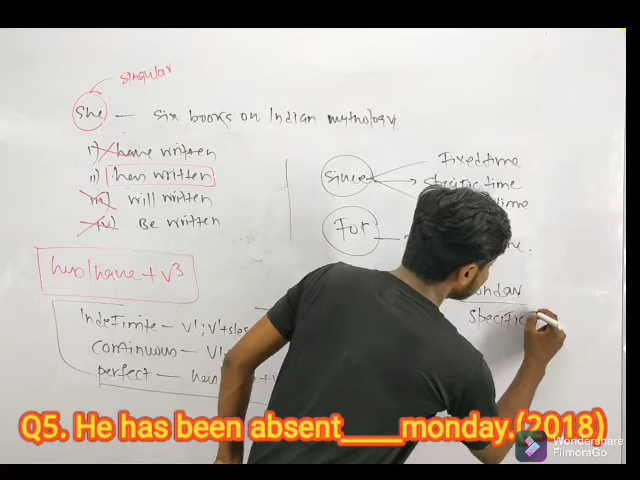 singular
She — six books on Indian mythology
i) have written
ii) has written
iii) will written
iv) Be written
has/have + v³
Indefinite — v¹; v¹+s/es
continuous — v¹
perfect —
since
Fixed time
specific time
time
For
monday
Specific
Q5. He has been absent____monday.(2018)
Wondershare
FilmoraGo